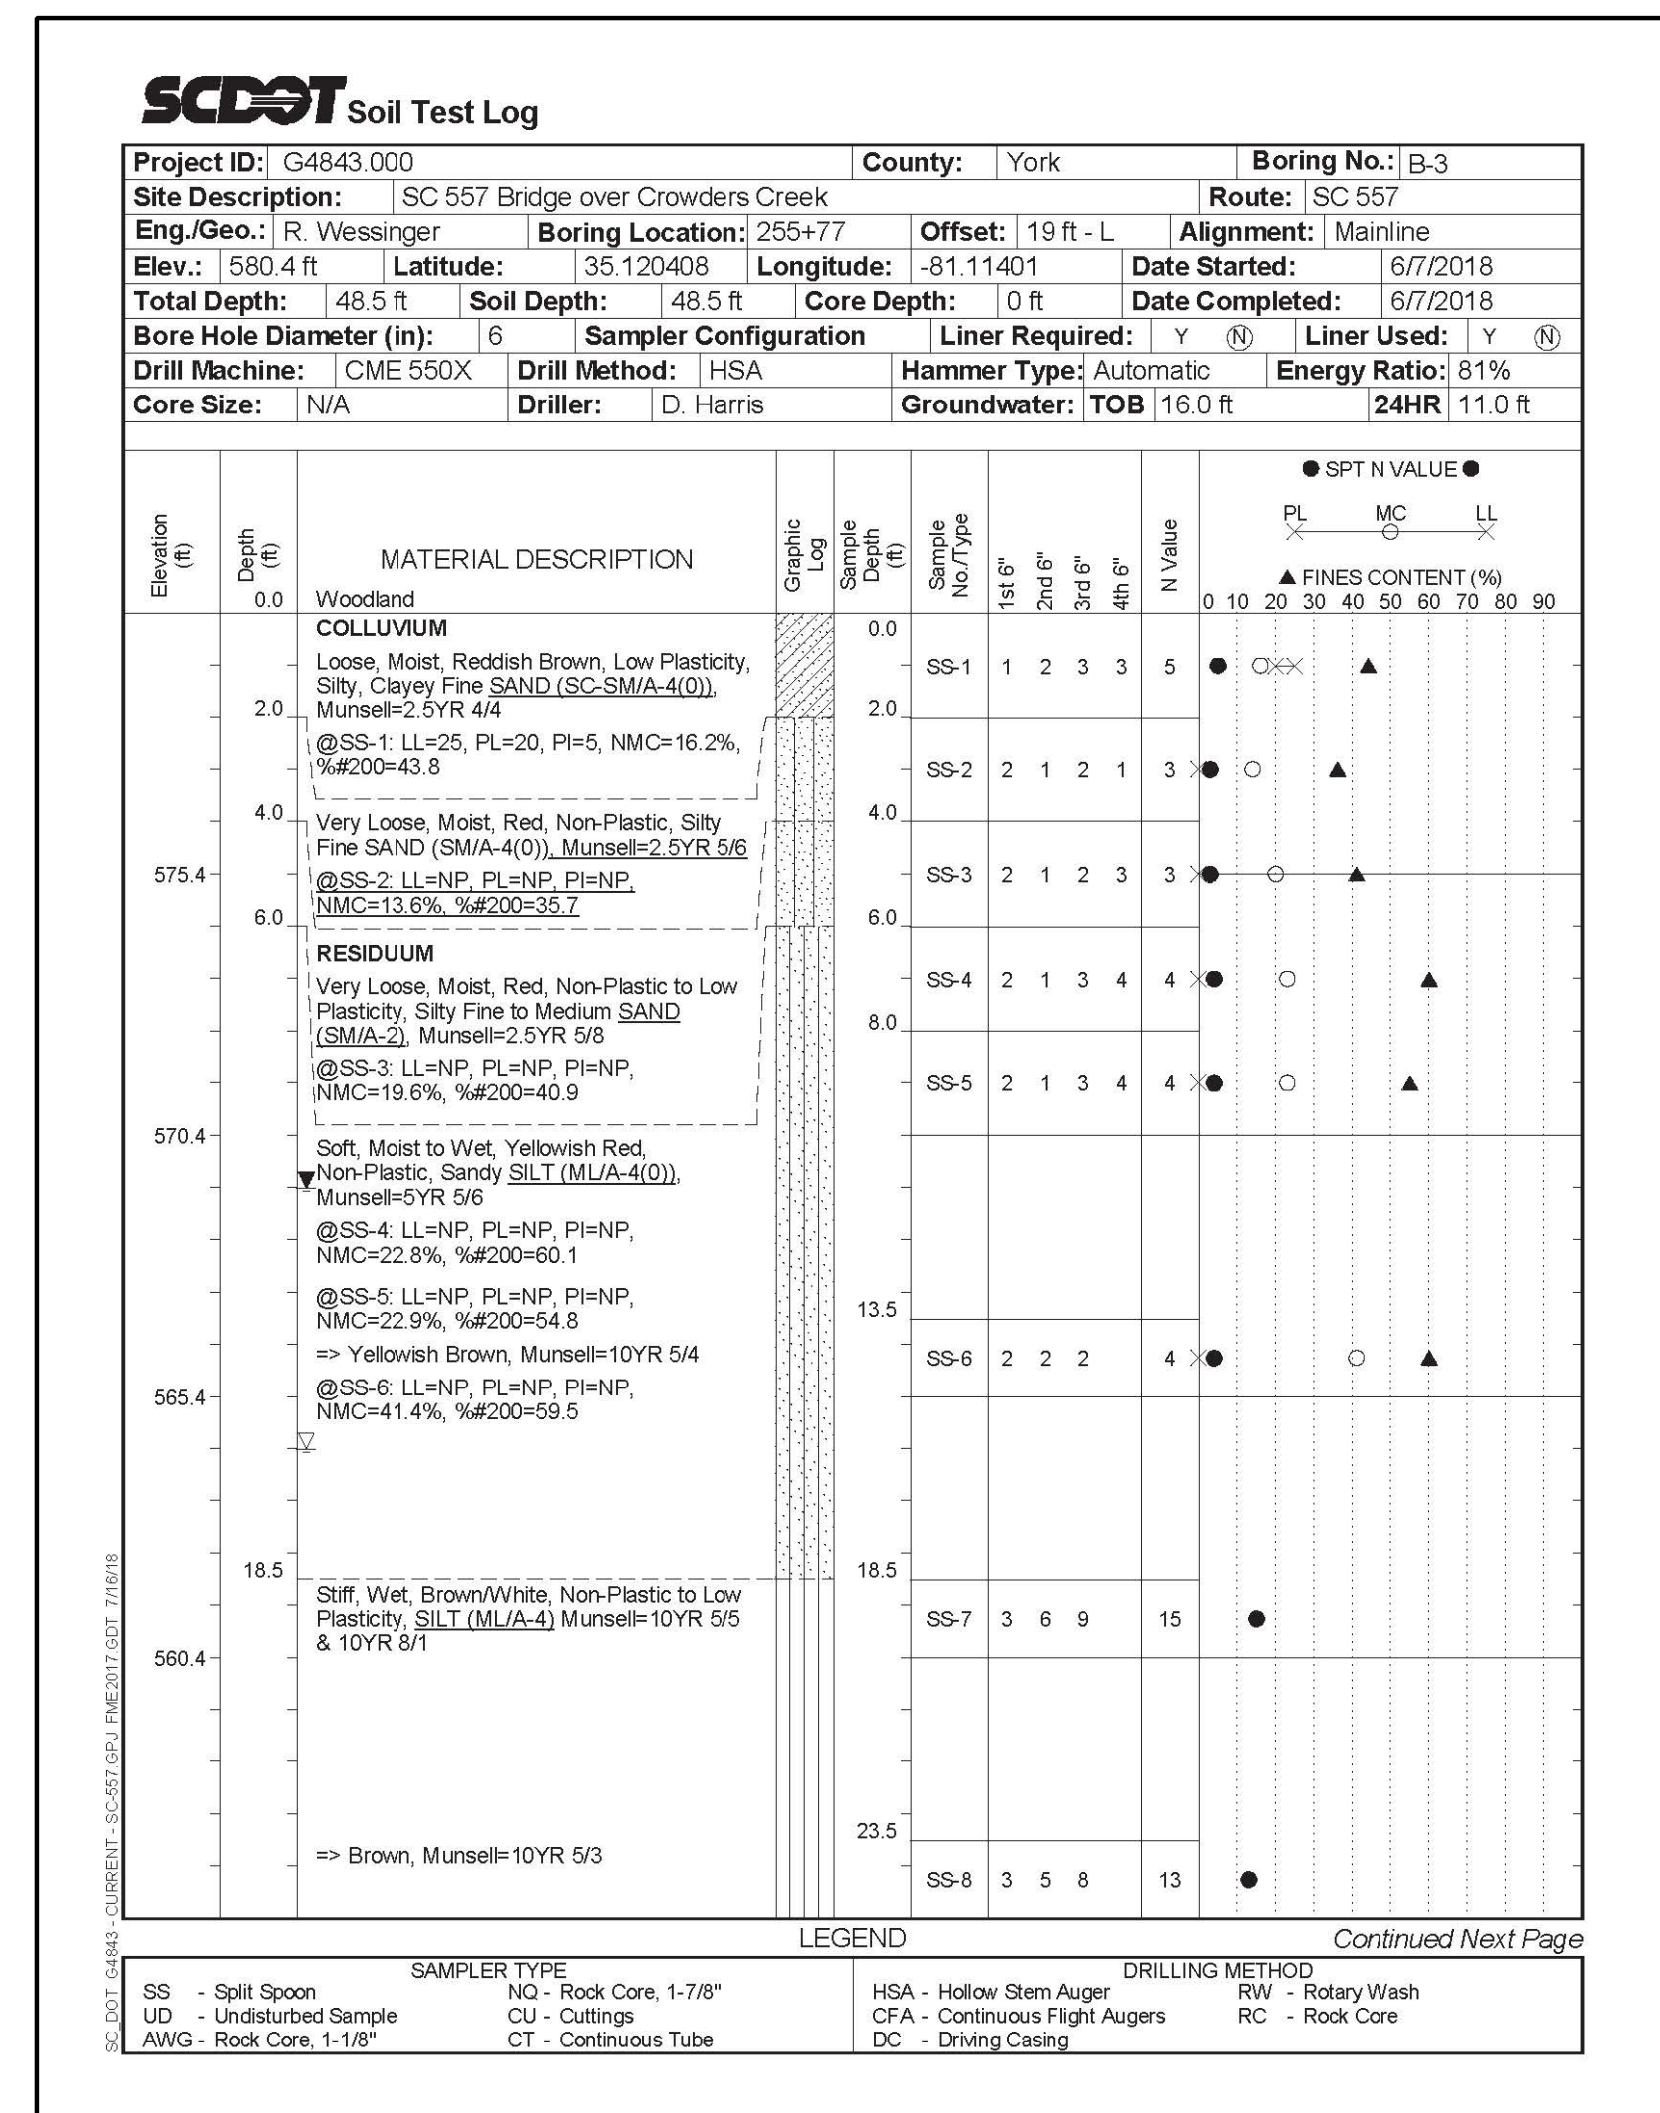 SCDOT Soil Test Log
Project ID: G4843.000 County: York Boring No.: B-3
Site Description: SC 557 Bridge over Crowders Creek Route: SC 557
Eng./Geo.: R. Wessinger Boring Location: 255+77 Offset: 19 ft - L Alignment: Mainline
Elev.: 580.4 ft Latitude: 35.120408 Longitude: -81.11401 Date Started: 6/7/2018
Total Depth: 48.5 ft Soil Depth: 48.5 ft Core Depth: 0 ft Date Completed: 6/7/2018
Bore Hole Diameter (in): 6 Sampler Configuration Liner Required: Y N Liner Used: Y N
Drill Machine: CME 550X Drill Method: HSA Hammer Type: Automatic Energy Ratio: 81%
Core Size: N/A Driller: D. Harris Groundwater: TOB 16.0 ft 24HR 11.0 ft
Elevation (ft) Depth (ft) MATERIAL DESCRIPTION Graphic Log Sample Depth (ft) Sample No./Type 1st 6" 2nd 6" 3rd 6" 4th 6" N Value
● SPT N VALUE ●
PL MC LL
▲ FINES CONTENT (%)
0 10 20 30 40 50 60 70 80 90
0.0 Woodland
COLLUVIUM 0.0
Loose, Moist, Reddish Brown, Low Plasticity, SS-1 1 2 3 3 5
Silty, Clayey Fine SAND (SC-SM/A-4(0)),
2.0 Munsell=2.5YR 4/4 2.0
@SS-1: LL=25, PL=20, PI=5, NMC=16.2%,
%#200=43.8 SS-2 2 1 2 1 3
4.0 4.0
Very Loose, Moist, Red, Non-Plastic, Silty
Fine SAND (SM/A-4(0)), Munsell=2.5YR 5/6
575.4 @SS-2: LL=NP, PL=NP, PI=NP, SS-3 2 1 2 3 3
NMC=13.6%, %#200=35.7
6.0 6.0
RESIDUUM
Very Loose, Moist, Red, Non-Plastic to Low SS-4 2 1 3 4 4
Plasticity, Silty Fine to Medium SAND
(SM/A-2), Munsell=2.5YR 5/8 8.0
@SS-3: LL=NP, PL=NP, PI=NP, SS-5 2 1 3 4 4
NMC=19.6%, %#200=40.9
570.4
Soft, Moist to Wet, Yellowish Red,
Non-Plastic, Sandy SILT (ML/A-4(0)),
Munsell=5YR 5/6
@SS-4: LL=NP, PL=NP, PI=NP,
NMC=22.8%, %#200=60.1
@SS-5: LL=NP, PL=NP, PI=NP, 13.5
NMC=22.9%, %#200=54.8
=> Yellowish Brown, Munsell=10YR 5/4 SS-6 2 2 2 4
@SS-6: LL=NP, PL=NP, PI=NP,
565.4 NMC=41.4%, %#200=59.5
18.5 18.5
Stiff, Wet, Brown/White, Non-Plastic to Low
Plasticity, SILT (ML/A-4) Munsell=10YR 5/5 SS-7 3 6 9 15
& 10YR 8/1
560.4
23.5
=> Brown, Munsell=10YR 5/3
SS-8 3 5 8 13
LEGEND Continued Next Page
SAMPLER TYPE DRILLING METHOD
SS - Split Spoon NQ - Rock Core, 1-7/8" HSA - Hollow Stem Auger RW - Rotary Wash
UD - Undisturbed Sample CU - Cuttings CFA - Continuous Flight Augers RC - Rock Core
AWG - Rock Core, 1-1/8" CT - Continuous Tube DC - Driving Casing
SC_DOT G4843 - CURRENT - SC-557.GPJ FME2017.GDT 7/16/18